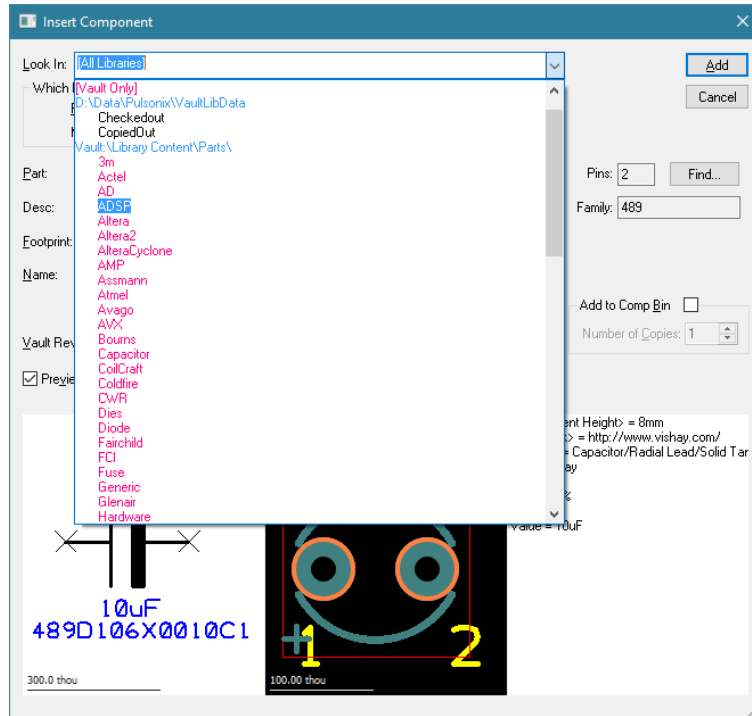 Insert Component
Look In: [All Libraries]
Add
Which
[Vault Only]
Cancel
D:\Data\Pulsonix\VaultLibData
Checkedout
CopiedOut
Vault:\Library Content\Parts\
3m
Part:
Actel
Pins: 2
Find...
AD
Desc:
ADSP
Family: 489
Altera
Footprint:
Altera2
AlteraCyclone
AMP
Name:
Assmann
Atmel
Avago
Add to Comp Bin
AVX
Vault Rev
Bourns
Number of Copies: 1
Capacitor
CoilCraft
Previe
Coldfire
CWR
Dies
Diode
ent Height> = 8mm
Fairchild
> = http://www.vishay.com/
FCI
= Capacitor/Radial Lead/Solid Tar
Fuse
ay
Generic
%
Glenair
Hardware
Value = 10uF
10uF
489D106X0010C1
1 2
300.0 thou
100.00 thou